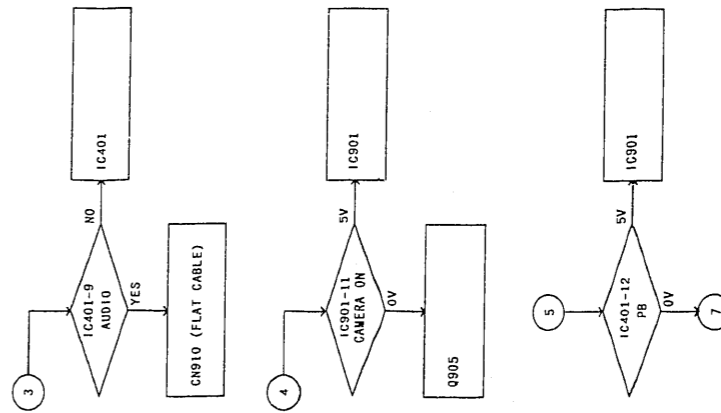 3
IC401-9
AUDIO
NO
IC401
YES
CN910 (FLAT CABLE)
4
IC901-11
CAMERA ON
5V
IC901
0V
Q905
5
IC401-12
PB
5V
IC901
0V
7